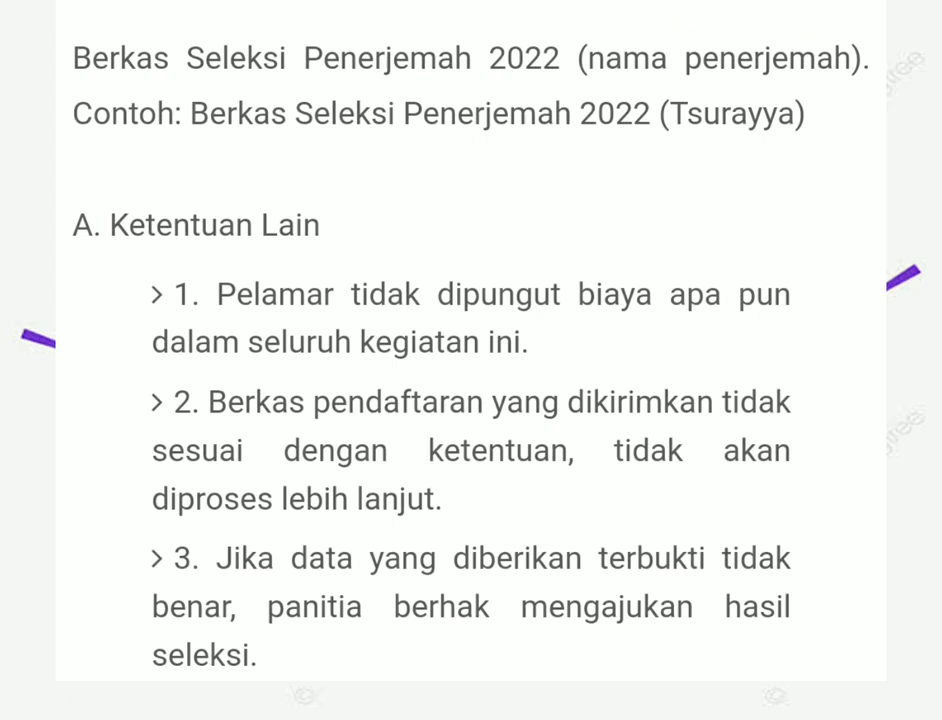 Berkas Seleksi Penerjemah 2022 (nama penerjemah).
Contoh: Berkas Seleksi Penerjemah 2022 (Tsurayya)
A. Ketentuan Lain
> 1. Pelamar tidak dipungut biaya apa pun
dalam seluruh kegiatan ini.
> 2. Berkas pendaftaran yang dikirimkan tidak
sesuai dengan ketentuan, tidak akan
diproses lebih lanjut.
> 3. Jika data yang diberikan terbukti tidak
benar, panitia berhak mengajukan hasil
seleksi.